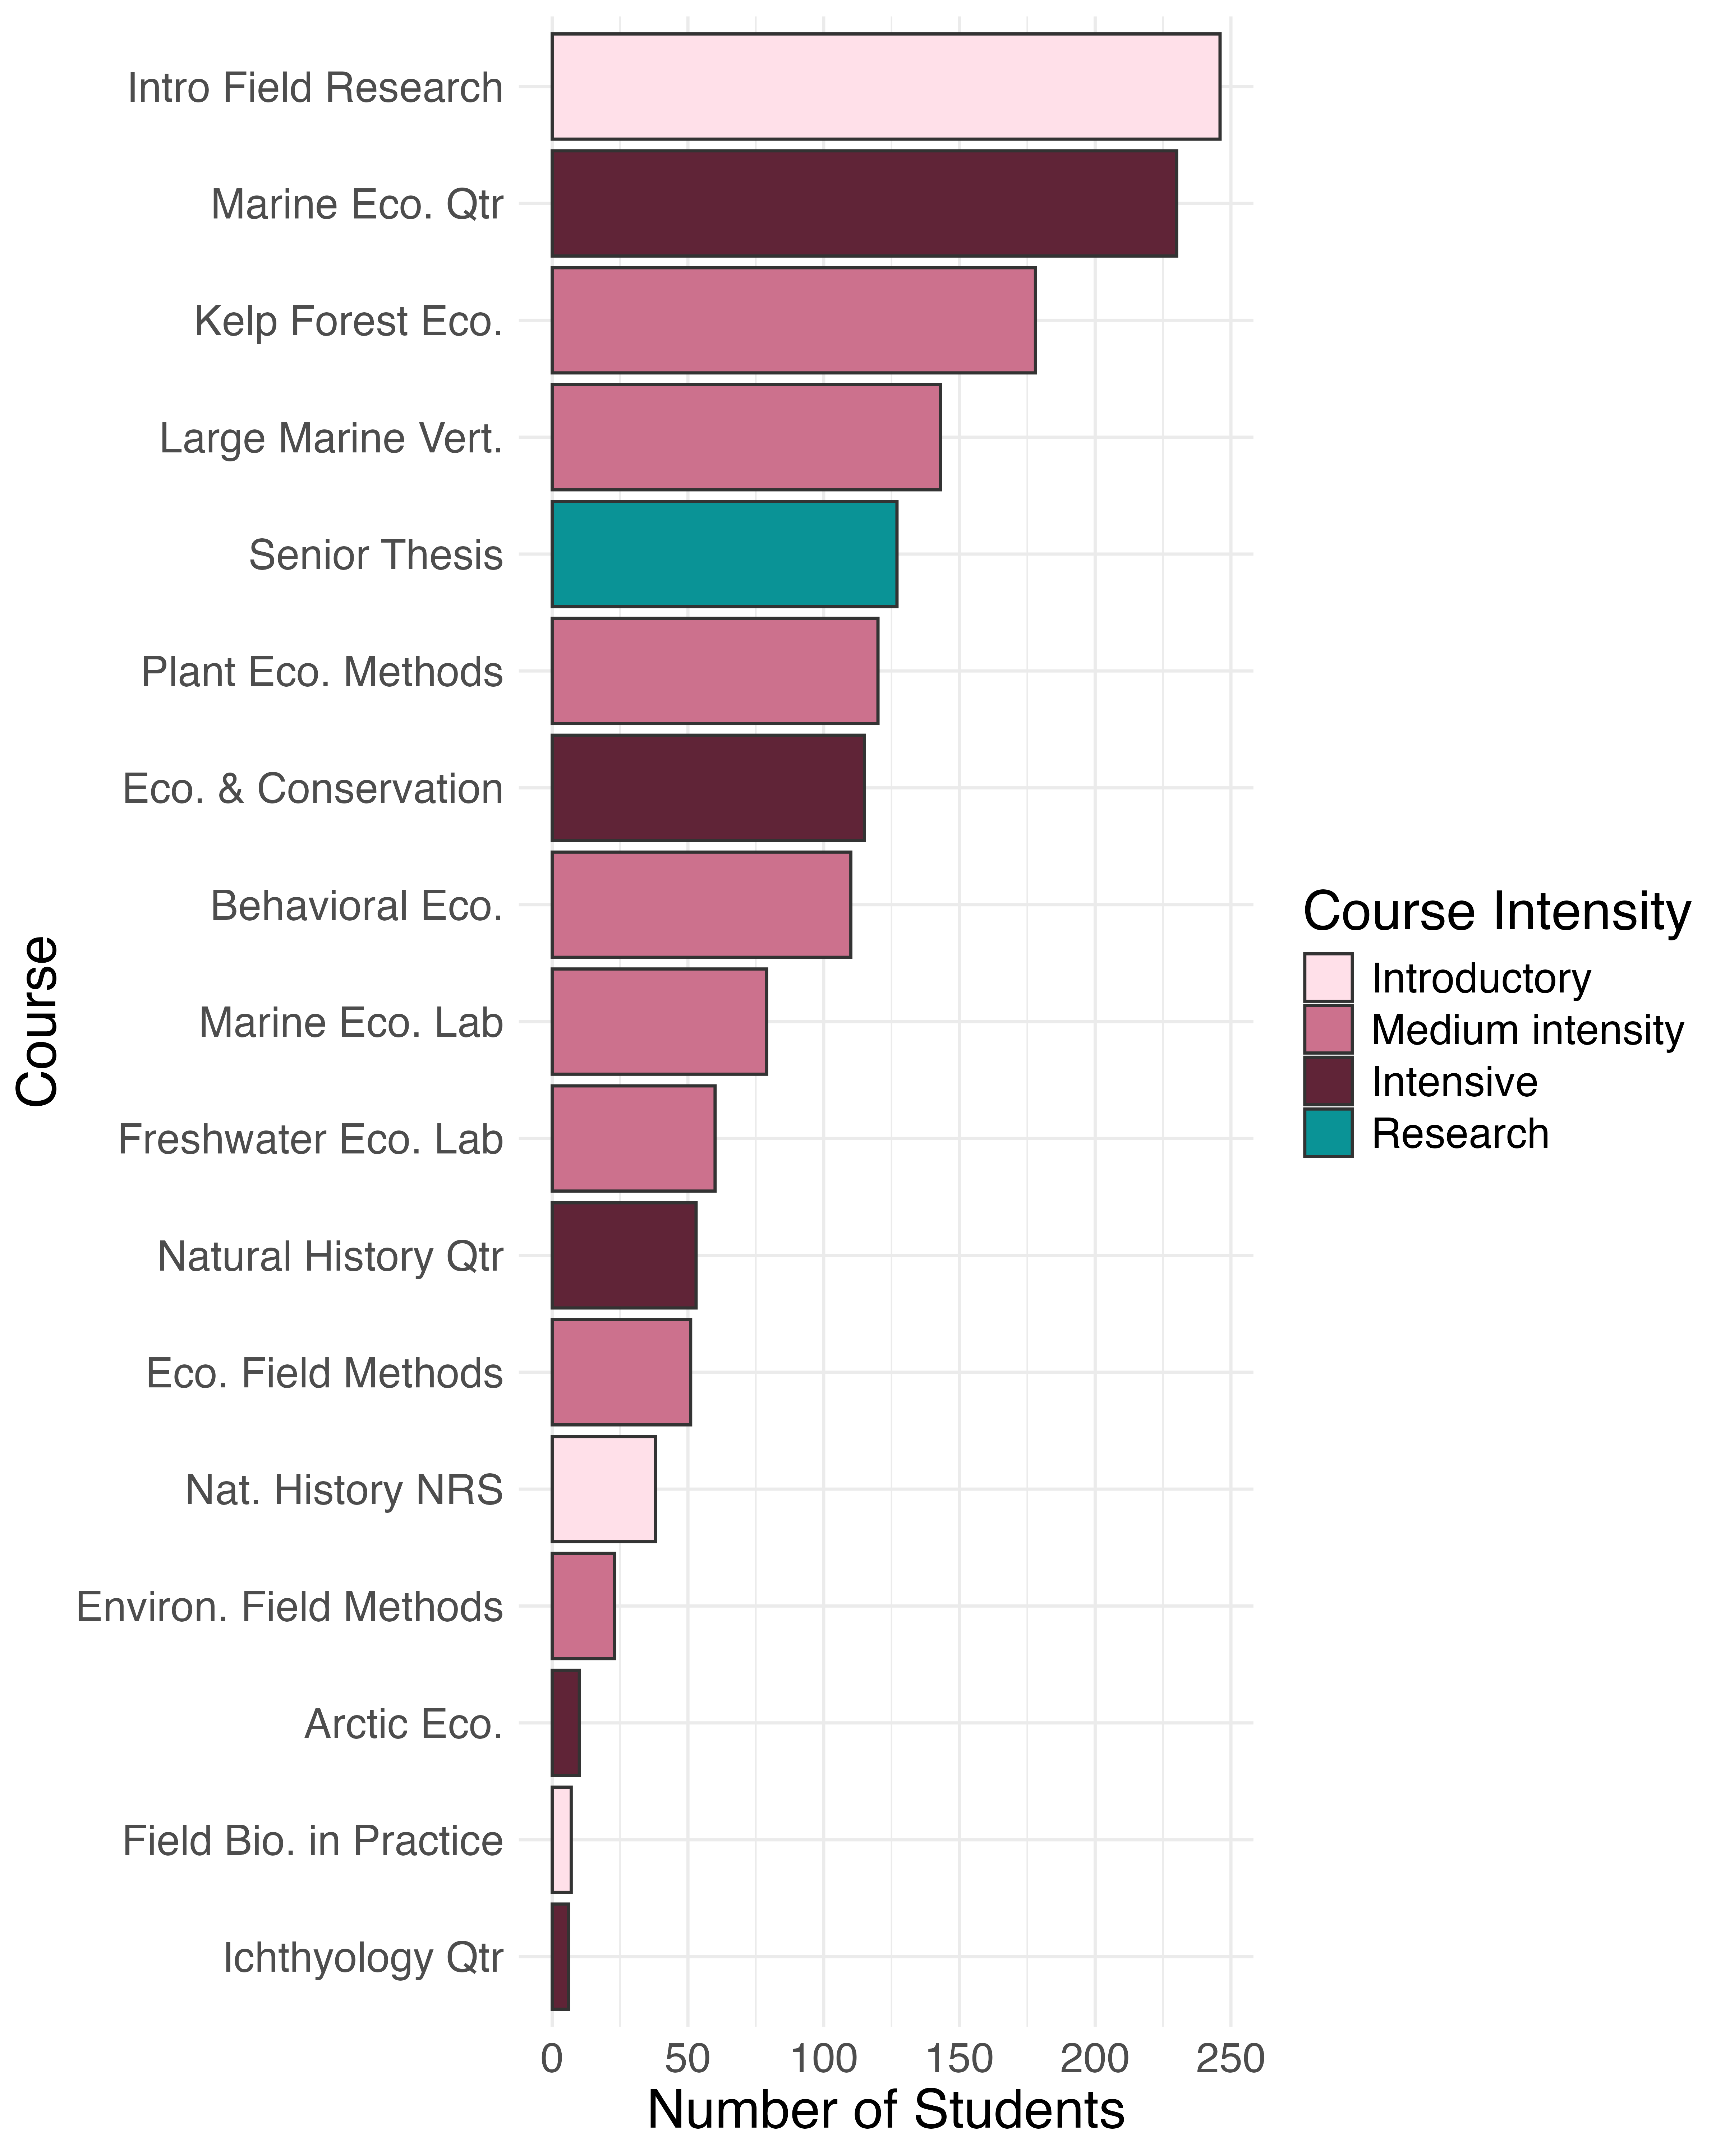 Intro Field Research
Marine Eco. Qtr
Kelp Forest Eco.
Large Marine Vert.
Senior Thesis
Plant Eco. Methods
Eco. & Conservation
Behavioral Eco.
Marine Eco. Lab
Freshwater Eco. Lab
Natural History Qtr
Eco. Field Methods
Nat. History NRS
Environ. Field Methods
Arctic Eco.
Field Bio. in Practice
Ichthyology Qtr
Course
0 50 100 150 200 250
Number of Students
Course Intensity
Introductory
Medium intensity
Intensive
Research